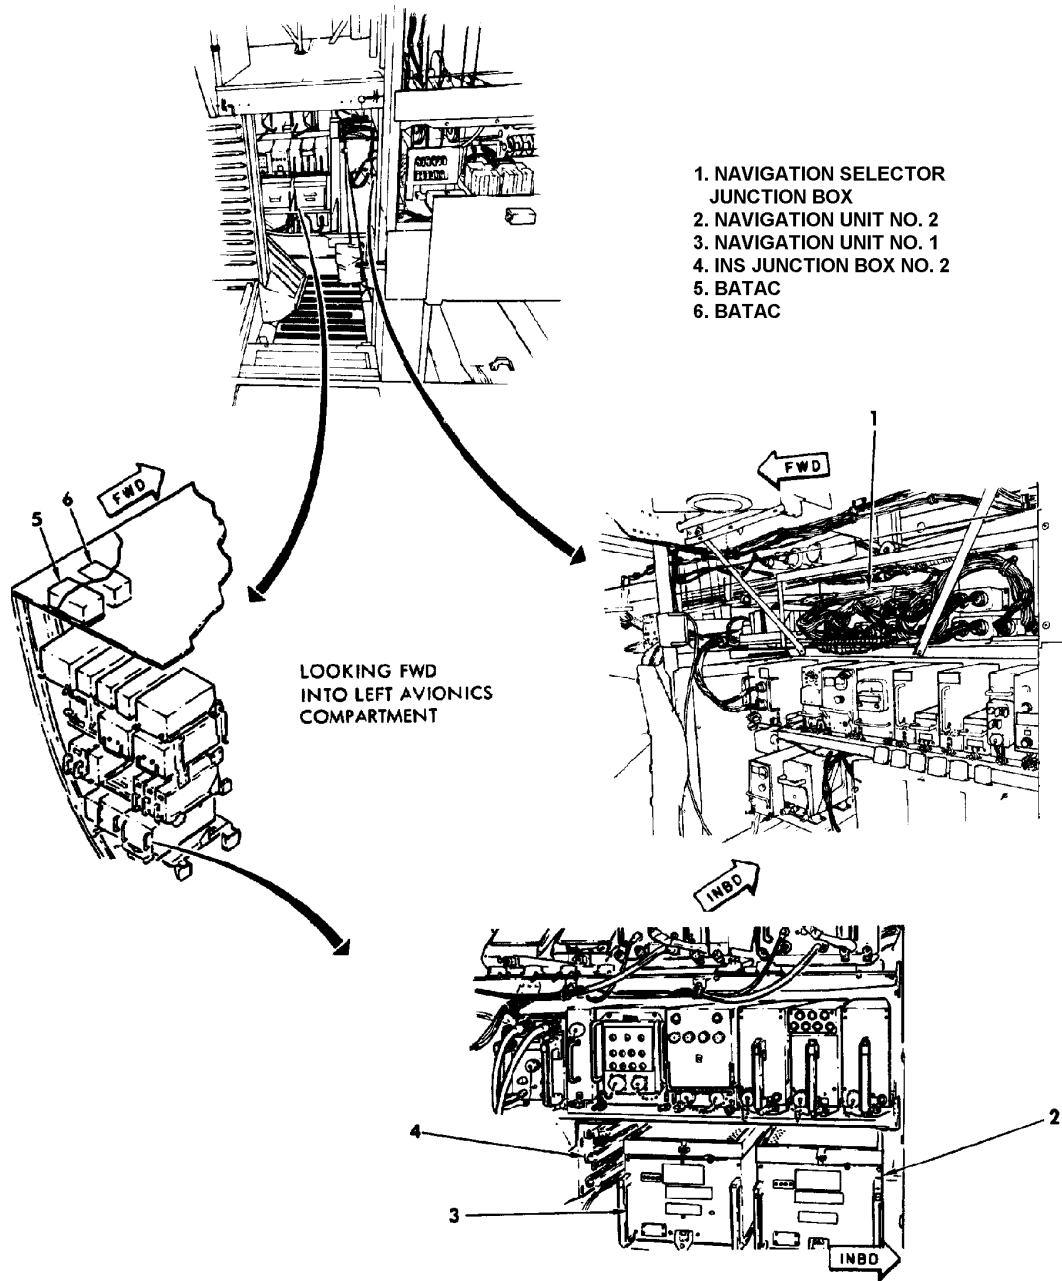 1. NAVIGATION SELECTOR
JUNCTION BOX
2. NAVIGATION UNIT NO. 2
3. NAVIGATION UNIT NO. 1
4. INS JUNCTION BOX NO. 2
5. BATAC
6. BATAC
1
FWD
FWD
6
5
LOOKING FWD
INTO LEFT AVIONICS
COMPARTMENT
INBD
2
4
3
INBD